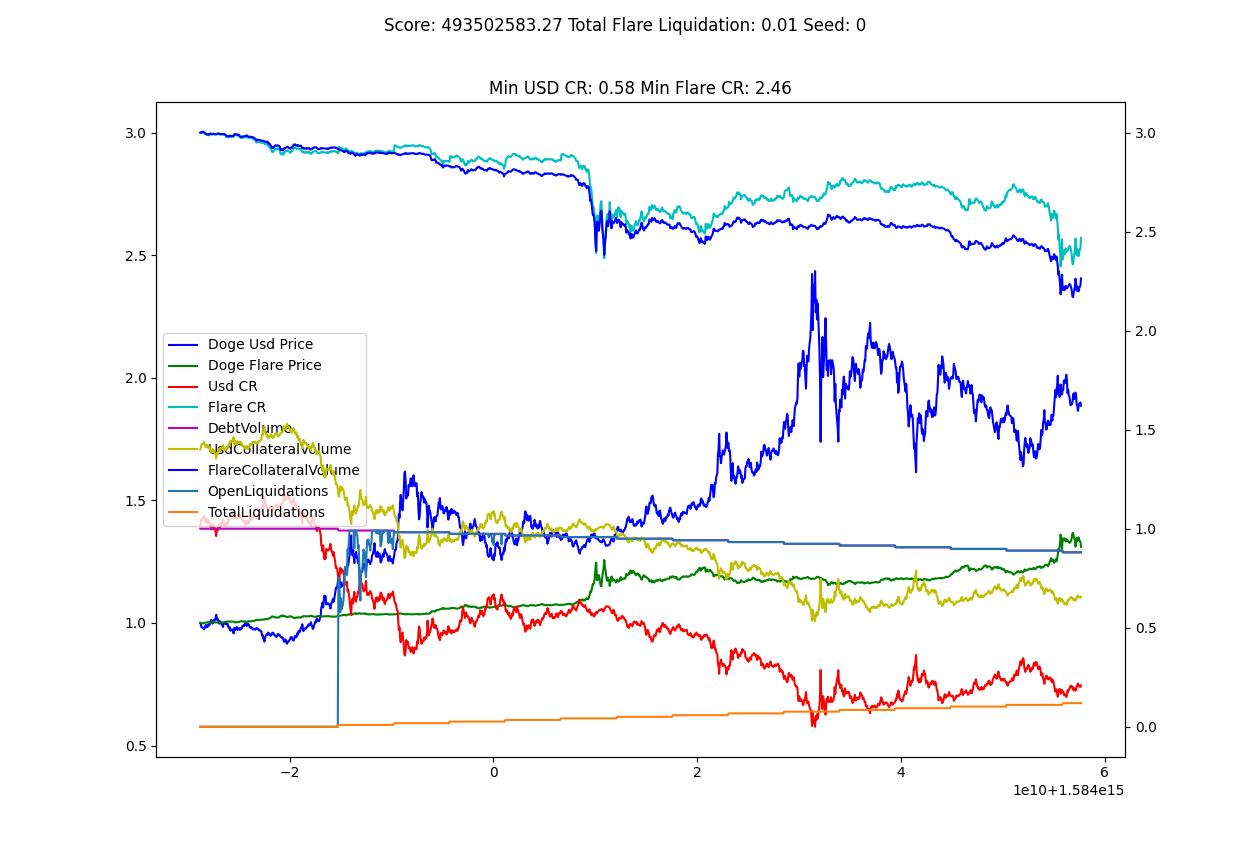 Score: 493502583.27 Total Flare Liquidation: 0.01 Seed: 0
Min USD CR: 0.58 Min Flare CR: 2.46
3.0
2.5
2.0
1.5
1.0
0.5
3.0
2.5
2.0
1.5
1.0
0.5
0.0
Doge Usd Price
Doge Flare Price
Usd CR
Flare CR
DebtVolume
UsdCollateralVolume
FlareCollateralVolume
OpenLiquidations
TotalLiquidations
−2
0
2
4
6
1e10+1.584e15